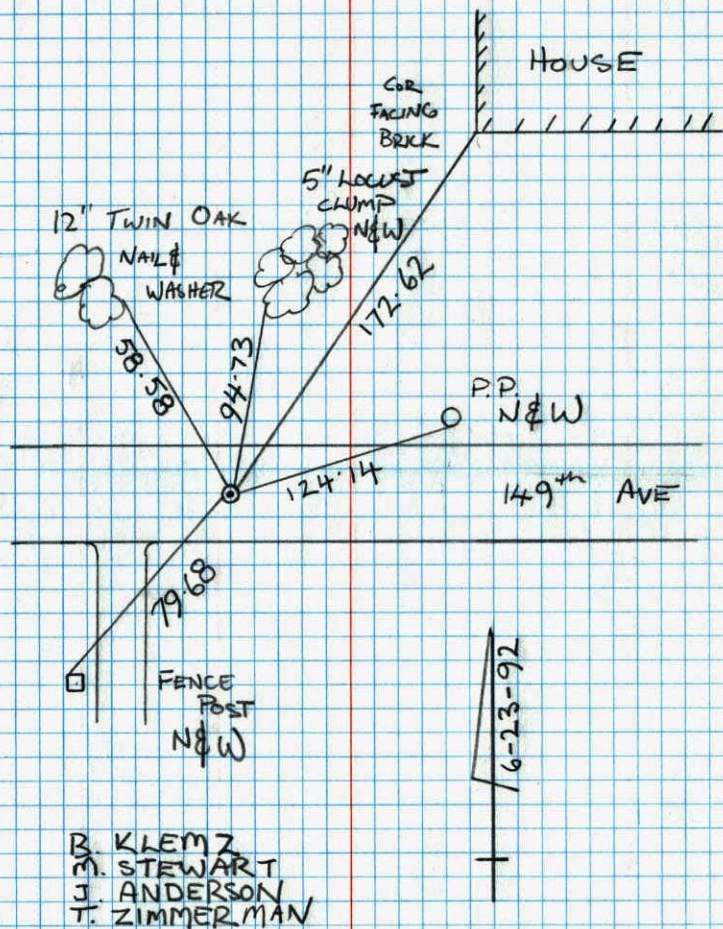 HOUSE
COR
FACING
BRICK
5" LOCUST
CLUMP
N&W
12" TWIN OAK
NAIL &
WASHER
172.62
58.58
94.73
P.P.
N&W
124.14
149th AVE
79.68
FENCE
POST
N&W
6-23-92
B. KLEMZ
M. STEWART
J. ANDERSON
T. ZIMMERMAN